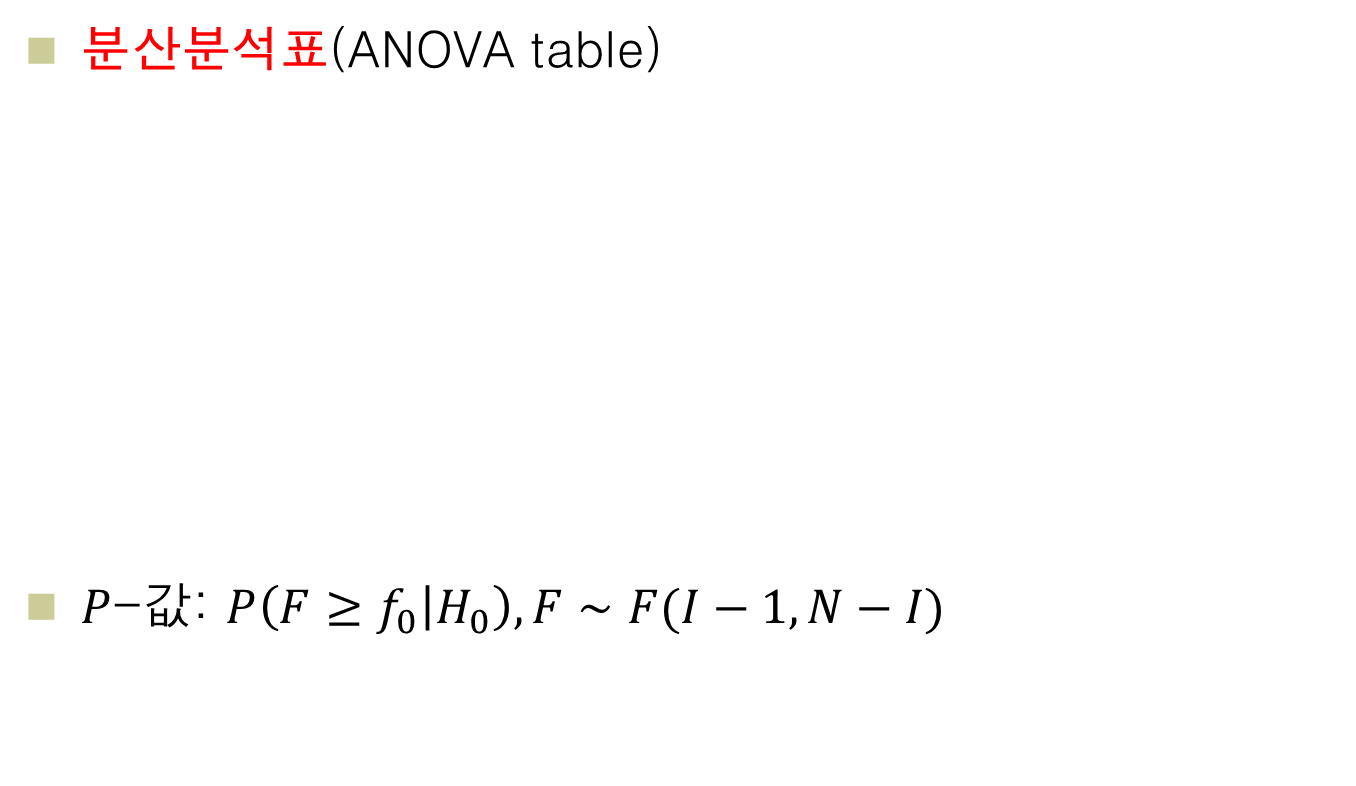 분산분석표(ANOVA table)
P-값: P(F ≥ f₀|H₀), F ~ F(I − 1, N − I)